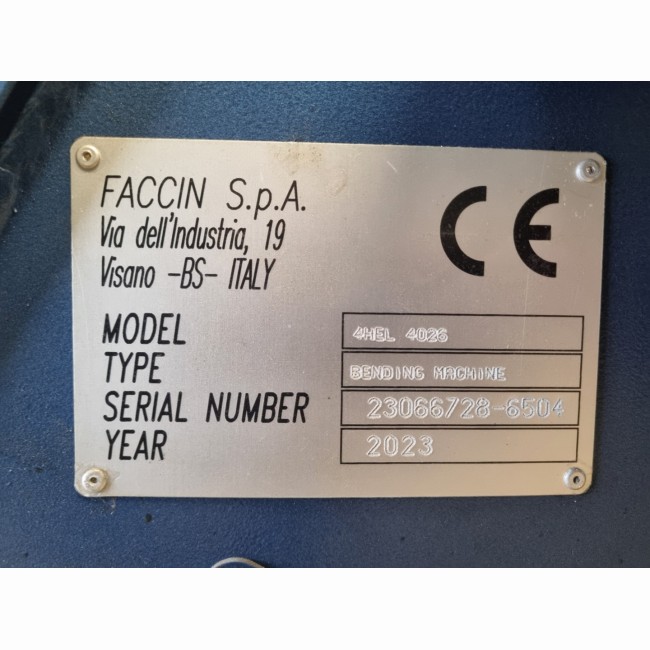 FACCIN S.p.A.
Via dell'Industria, 19
Visano -BS- ITALY
CE
MODEL 4HEL 4026
TYPE BENDING MACHINE
SERIAL NUMBER 23066728-6504
YEAR 2023